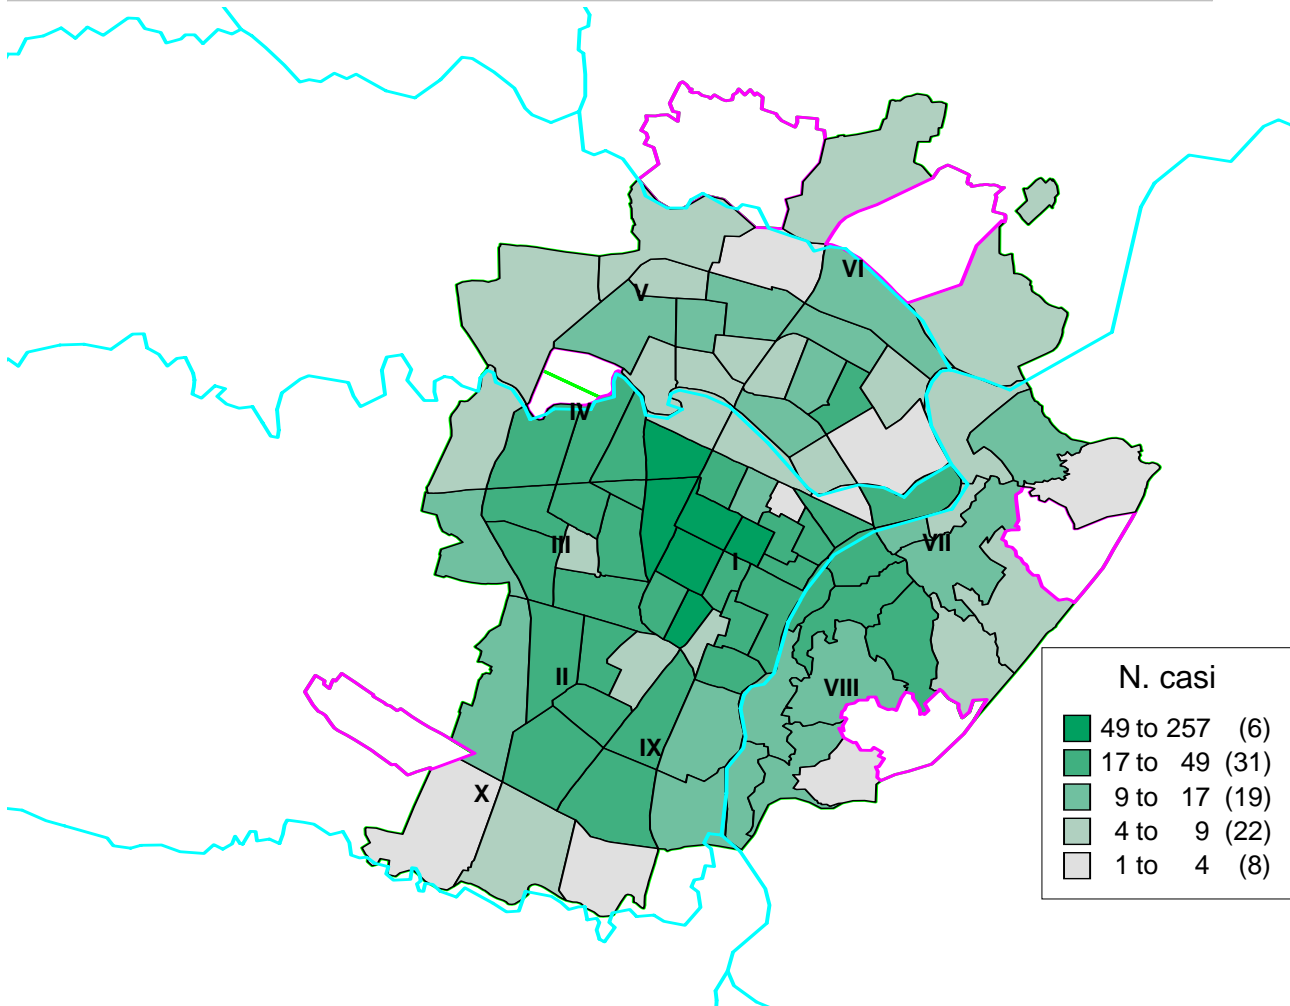 VI
V
IV
III
VII
I
II
VIII
IX
X
N. casi
49 to 257 (6)
17 to 49 (31)
9 to 17 (19)
4 to 9 (22)
1 to 4 (8)